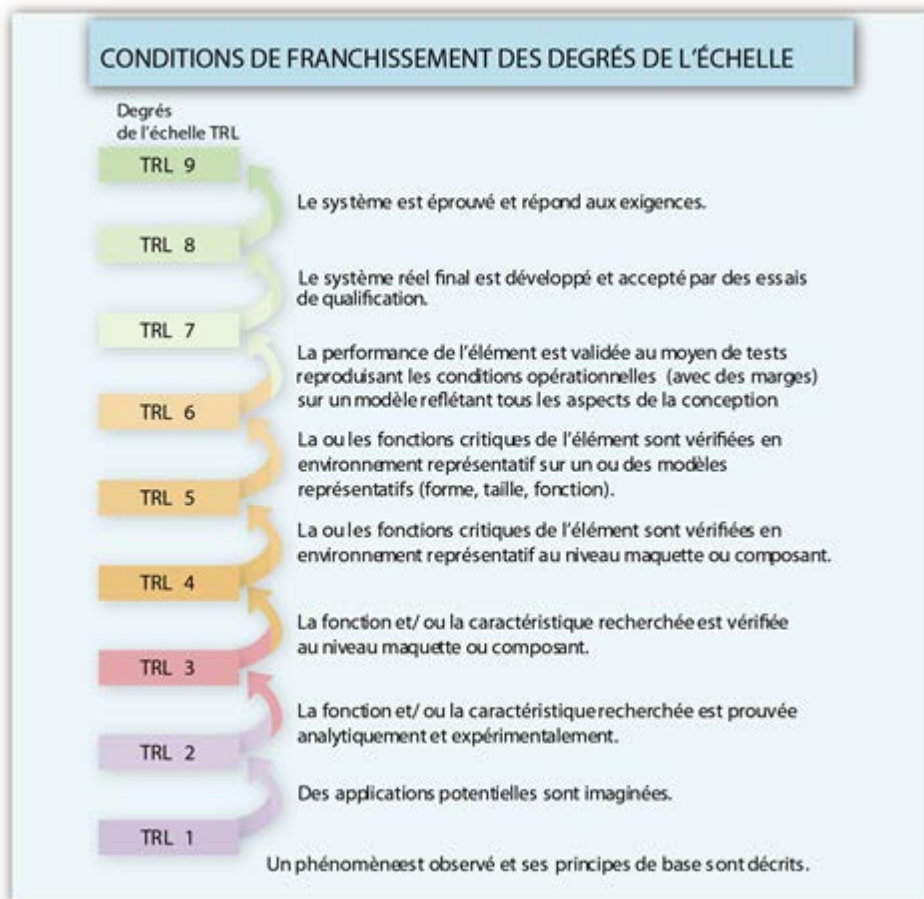 CONDITIONS DE FRANCHISSEMENT DES DEGRÉS DE L'ÉCHELLE
Degrés
de l'échelle TRL
TRL 9
Le système est éprouvé et répond aux exigences.
TRL 8
Le système réel final est développé et accepté par des essais
de qualification.
TRL 7
La performance de l'élément est validée au moyen de tests
reproduisant les conditions opérationnelles (avec des marges)
sur un modèle reflétant tous les aspects de la conception
TRL 6
La ou les fonctions critiques de l'élément sont vérifiées en
environnement représentatif sur un ou des modèles
représentatifs (forme, taille, fonction).
TRL 5
La ou les fonctions critiques de l'élément sont vérifiées en
environnement représentatif au niveau maquette ou composant.
TRL 4
La fonction et/ ou la caractéristique recherchée est vérifiée
au niveau maquette ou composant.
TRL 3
La fonction et/ ou la caractéristique recherchée est prouvée
analytiquement et expérimentalement.
TRL 2
Des applications potentielles sont imaginées.
TRL 1
Un phénomène est observé et ses principes de base sont décrits.